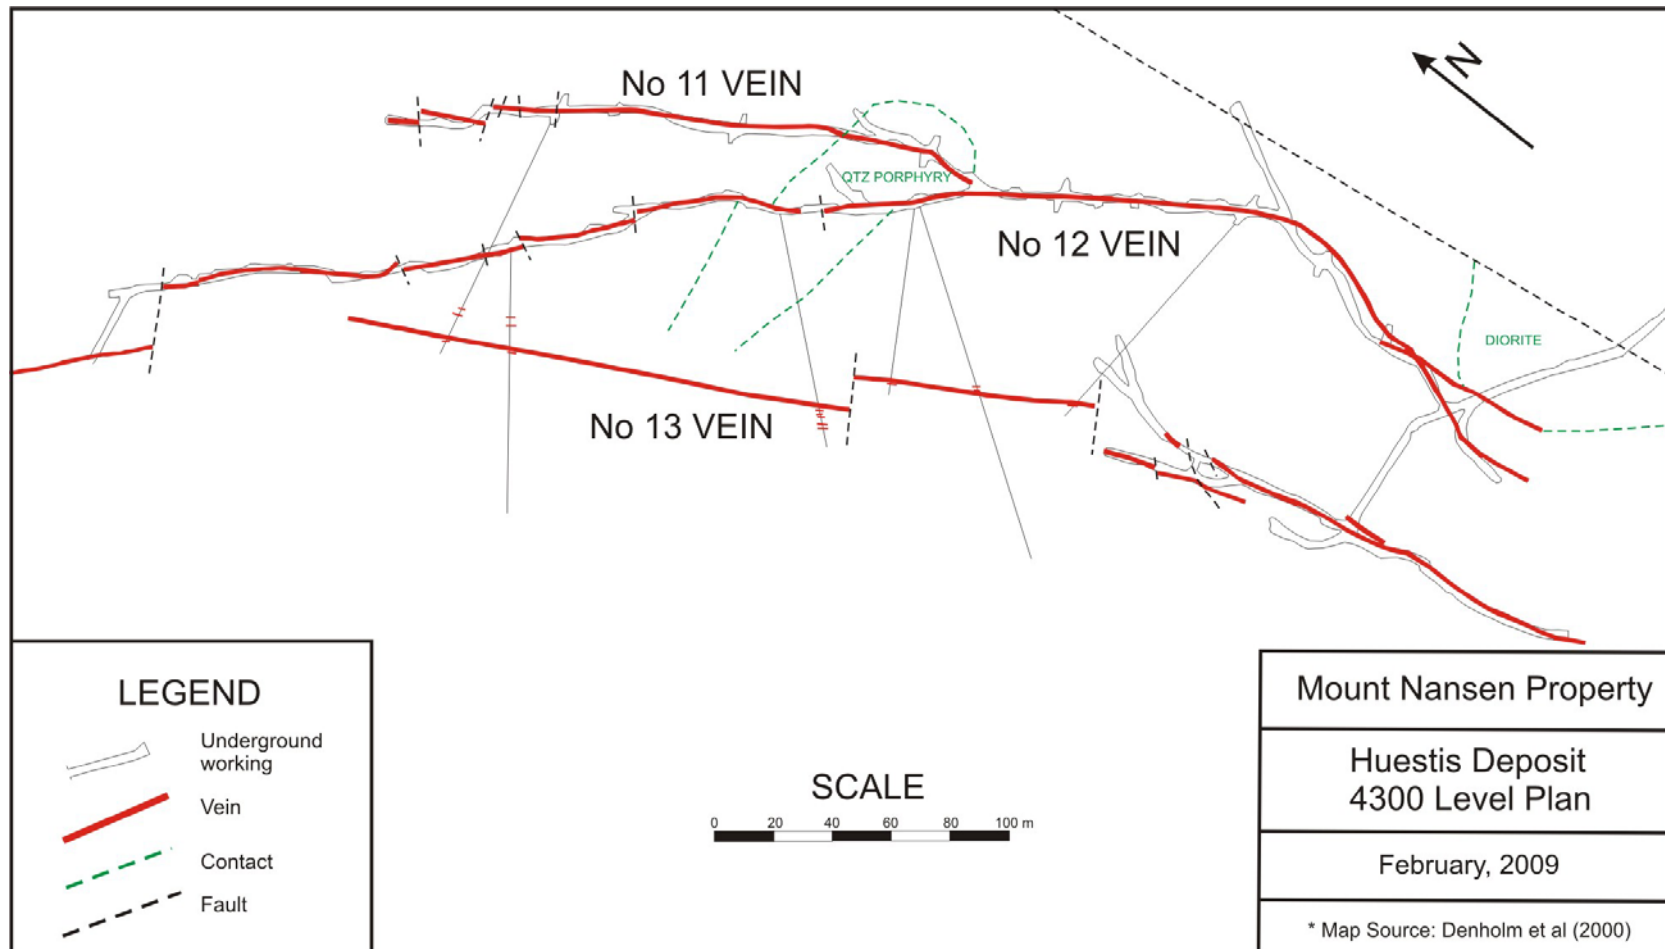 N
No 11 VEIN
QTZ PORPHYRY
No 12 VEIN
DIORITE
No 13 VEIN
LEGEND
Underground
working
Vein
Contact
Fault
SCALE
0 20 40 60 80 100 m
Mount Nansen Property
Huestis Deposit
4300 Level Plan
February, 2009
* Map Source: Denholm et al (2000)